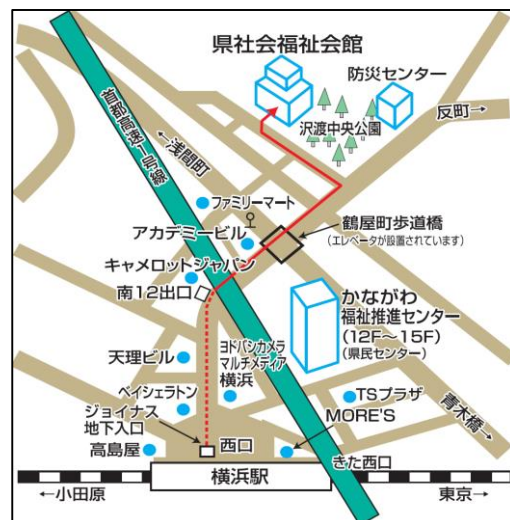 県社会福祉会館
防災センター
沢渡中央公園
反町→
首都高速一号線
←浅間町
ファミリーマート
アカデミービル
鶴屋町歩道橋
(エレベータが設置されています)
キャメロットジャパン
南12出口
かながわ
福祉推進センター
(12F〜15F)
(県民センター)
天理ビル
ヨドバシカメラ
マルチメディア
横浜
ベイシェラトン
TSプラザ
ジョイナス
地下入口
MORE'S
青木橋
高島屋
西口
きた西口
横浜駅
←小田原
東京→